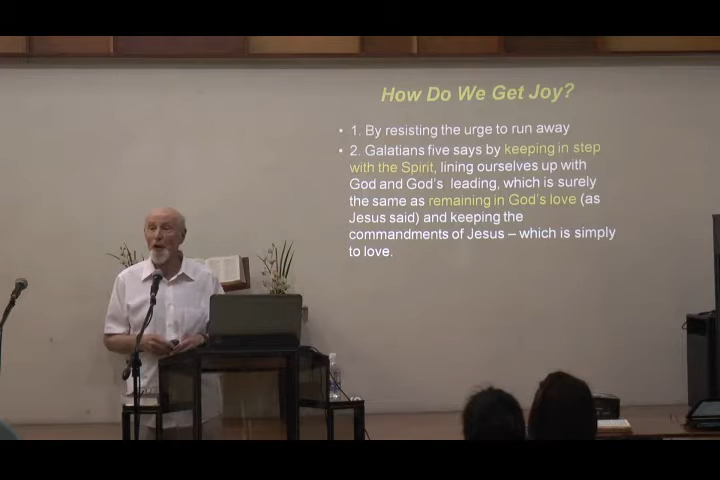 How Do We Get Joy?
• 1. By resisting the urge to run away
• 2. Galatians five says by keeping in step
with the Spirit, lining ourselves up with
God and God's leading, which is surely
the same as remaining in God's love (as
Jesus said) and keeping the
commandments of Jesus – which is simply
to love.